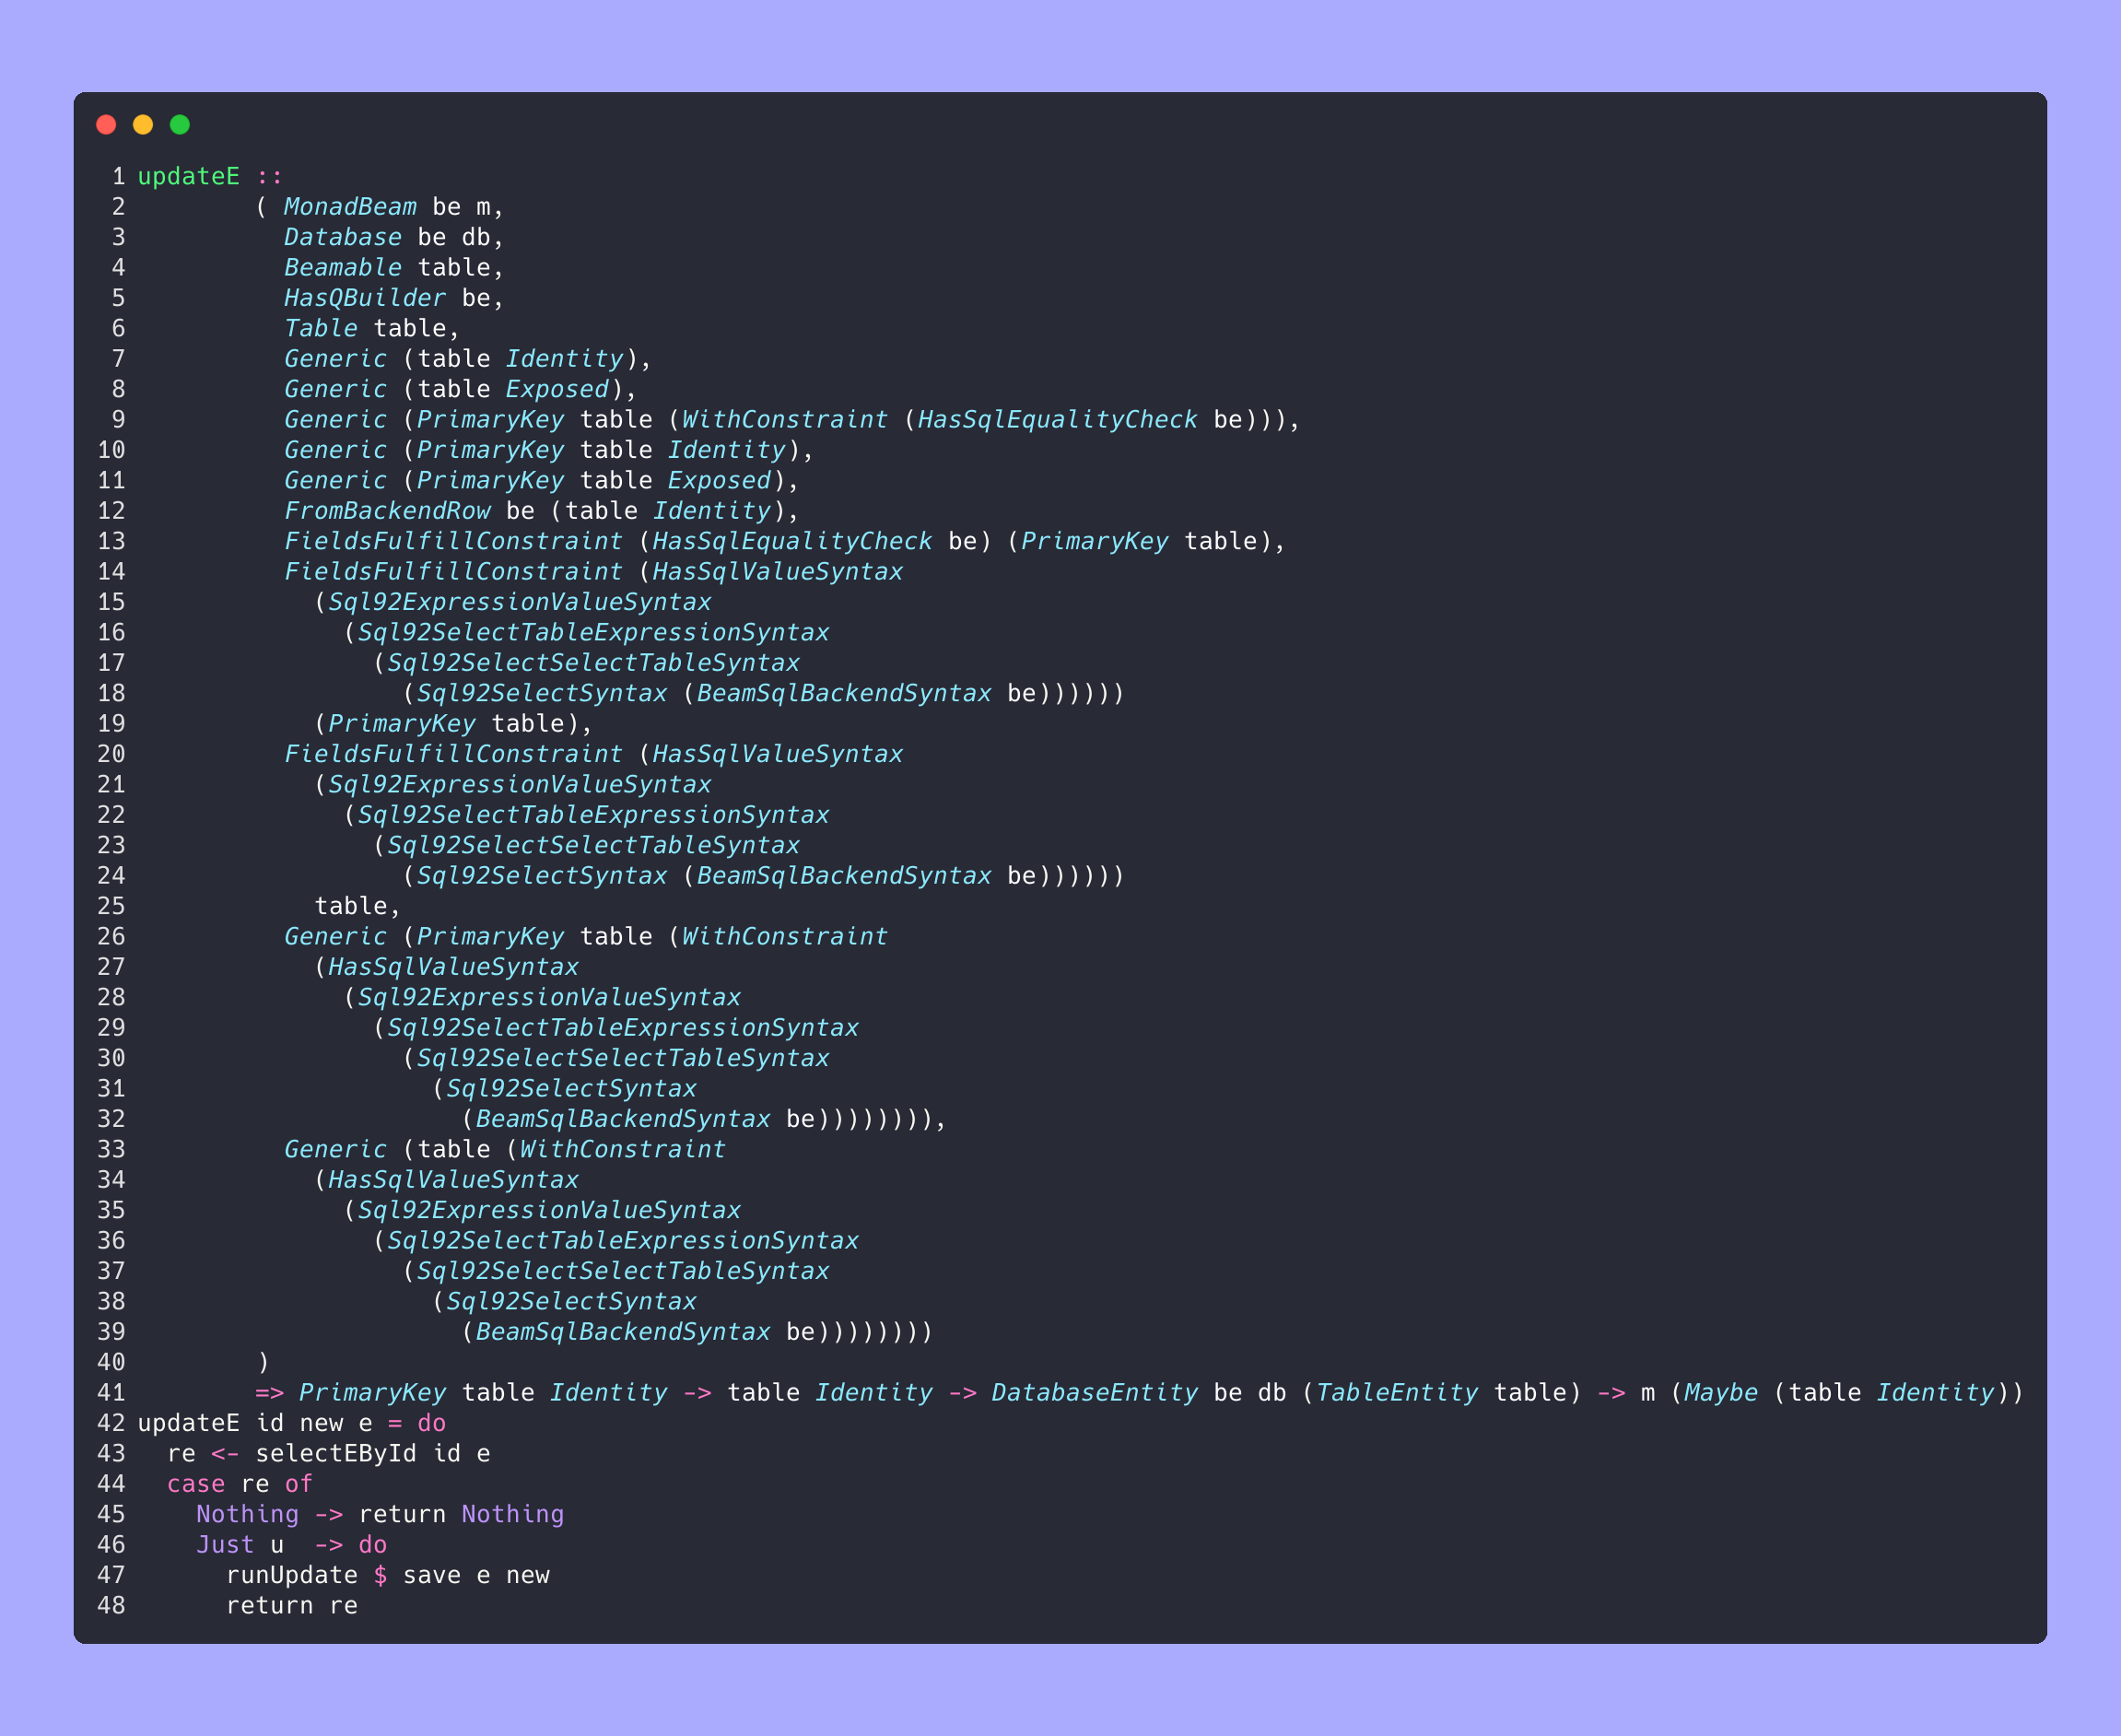 1 updateE ::
2         ( MonadBeam be m,
3           Database be db,
4           Beamable table,
5           HasQBuilder be,
6           Table table,
7           Generic (table Identity),
8           Generic (table Exposed),
9           Generic (PrimaryKey table (WithConstraint (HasSqlEqualityCheck be))),
10           Generic (PrimaryKey table Identity),
11           Generic (PrimaryKey table Exposed),
12           FromBackendRow be (table Identity),
13           FieldsFulfillConstraint (HasSqlEqualityCheck be) (PrimaryKey table),
14           FieldsFulfillConstraint (HasSqlValueSyntax
15             (Sql92ExpressionValueSyntax
16               (Sql92SelectTableExpressionSyntax
17                 (Sql92SelectSelectTableSyntax
18                   (Sql92SelectSyntax (BeamSqlBackendSyntax be))))))
19             (PrimaryKey table),
20           FieldsFulfillConstraint (HasSqlValueSyntax
21             (Sql92ExpressionValueSyntax
22               (Sql92SelectTableExpressionSyntax
23                 (Sql92SelectSelectTableSyntax
24                   (Sql92SelectSyntax (BeamSqlBackendSyntax be))))))
25             table,
26           Generic (PrimaryKey table (WithConstraint
27             (HasSqlValueSyntax
28               (Sql92ExpressionValueSyntax
29                 (Sql92SelectTableExpressionSyntax
30                   (Sql92SelectSelectTableSyntax
31                     (Sql92SelectSyntax
32                       (BeamSqlBackendSyntax be)))))))),
33           Generic (table (WithConstraint
34             (HasSqlValueSyntax
35               (Sql92ExpressionValueSyntax
36                 (Sql92SelectTableExpressionSyntax
37                   (Sql92SelectSelectTableSyntax
38                     (Sql92SelectSyntax
39                       (BeamSqlBackendSyntax be))))))))
40         )
41         => PrimaryKey table Identity -> table Identity -> DatabaseEntity be db (TableEntity table) -> m (Maybe (table Identity))
42 updateE id new e = do
43   re <- selectEById id e
44   case re of
45     Nothing -> return Nothing
46     Just u  -> do
47       runUpdate $ save e new
48       return re